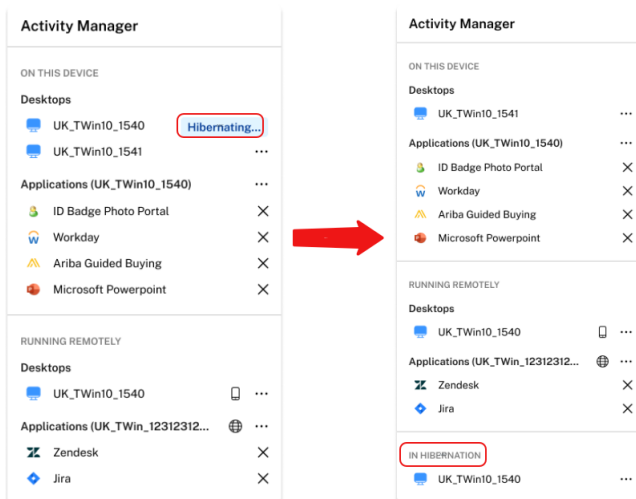 Activity Manager
ON THIS DEVICE
Desktops
UK_TWin10_1540 Hibernating...
UK_TWin10_1541 ...
Applications (UK_TWin10_1540) ...
ID Badge Photo Portal
Workday
Ariba Guided Buying
Microsoft Powerpoint
RUNNING REMOTELY
Desktops
UK_TWin10_1540 ...
Applications (UK_TWin_12312312... ...
Zendesk
Jira
Activity Manager
ON THIS DEVICE
Desktops
UK_TWin10_1541 ...
Applications (UK_TWin10_1540) ...
ID Badge Photo Portal
Workday
Ariba Guided Buying
Microsoft Powerpoint
RUNNING REMOTELY
Desktops
UK_TWin10_1540 ...
Applications (UK_TWin_12312312... ...
Zendesk
Jira
IN HIBERNATION
UK_TWin10_1540 ...